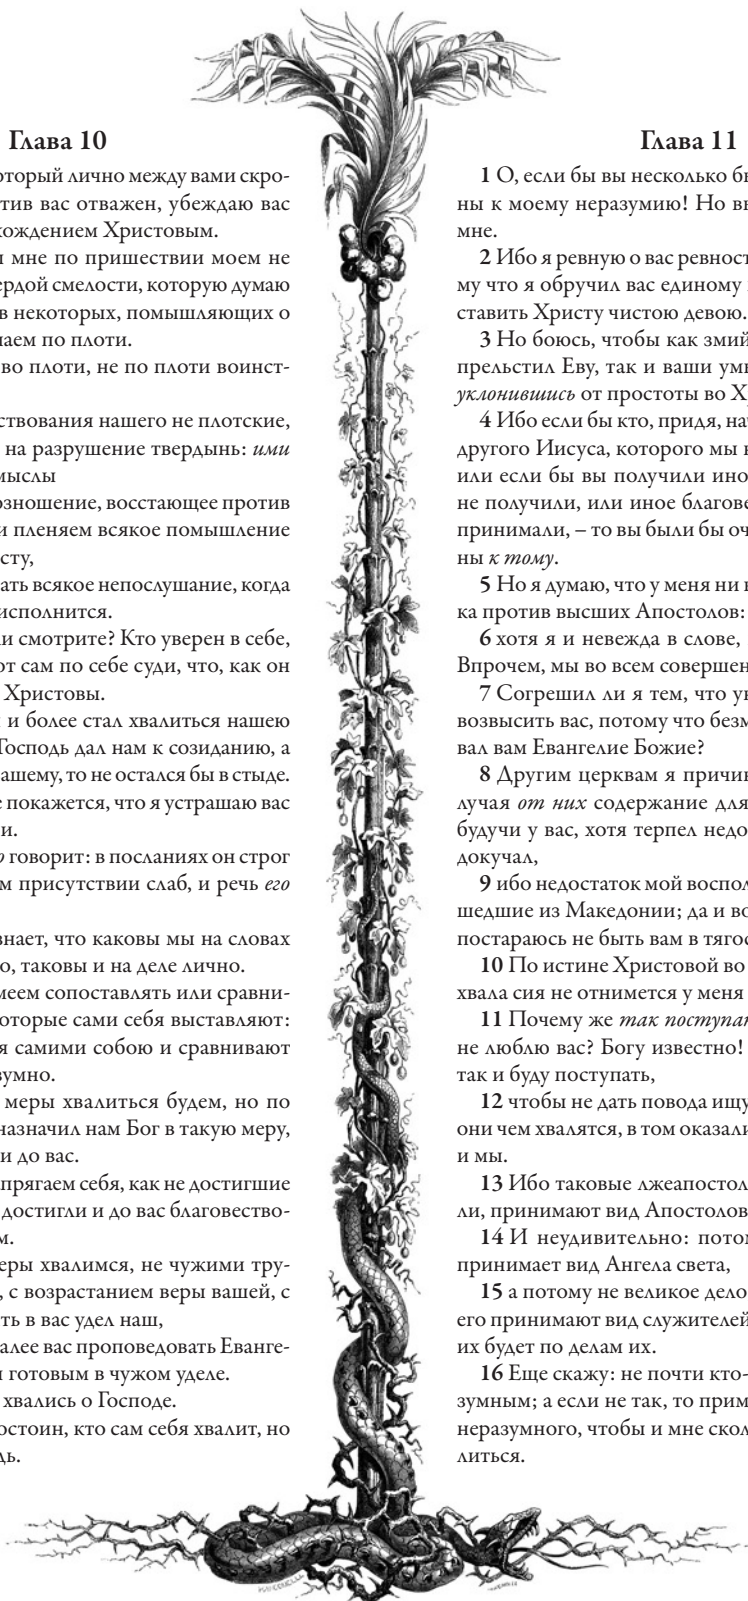 Глава 10
оторый лично между вами скро-
тив вас отважен, убеждаю вас
хождением Христовым.
и мне по пришествии моем не
ердой смелости, которую думаю
в некоторых, помышляющих о
паем по плоти.
во плоти, не по плоти воинст-
ствования нашего не плотские,
на разрушение твердынь: ими
мыслы
озношение, восстающее против
и пленяем всякое помышление
сту,
ать всякое непослушание, когда
исполнится.
ли смотрите? Кто уверен в себе,
от сам по себе суди, что, как он
Христовы.
и и более стал хвалиться нашею
Господь дал нам к созиданию, а
ашему, то не остался бы в стыде.
е покажется, что я устрашаю вас
и.
о говорит: в посланиях он строг
м присутствии слаб, и речь его
знает, что каковы мы на словах
о, таковы и на деле лично.
меем сопоставлять или сравни-
оторые сами себя выставляют:
я самими собою и сравнивают
зумно.
меры хвалиться будем, но по
назначил нам Бог в такую меру,
и до вас.
прягаем себя, как не достигшие
достигли и до вас благовество-
м.
еры хвалимся, не чужими тру-
, с возрастанием веры вашей, с
ть в вас удел наш,
алее вас проповедовать Еванге-
я готовым в чужом уделе.
хвались о Господе.
остоин, кто сам себя хвалит, но
дь.
Глава 11
1 О, если бы вы несколько бы
ны к моему неразумию! Но вы
мне.
2 Ибо я ревную о вас ревност
му что я обручил вас единому
ставить Христу чистою девою.
3 Но боюсь, чтобы как змий
прельстил Еву, так и ваши умы
уклонившись от простоты во Х
4 Ибо если бы кто, придя, нач
другого Иисуса, которого мы н
или если бы вы получили ино
не получили, или иное благове
принимали, – то вы были бы оч
ны к тому.
5 Но я думаю, что у меня ни в
ка против высших Апостолов:
6 хотя я и невежда в слове,
Впрочем, мы во всем совершен
7 Согрешил ли я тем, что ун
возвысить вас, потому что безм
вал вам Евангелие Божие?
8 Другим церквам я причин
лучая от них содержание для
будучи у вас, хотя терпел недо
докучал,
9 ибо недостаток мой воспол
шедшие из Македонии; да и во
постараюсь не быть вам в тягос
10 По истине Христовой во
хвала сия не отнимется у меня
11 Почему же так поступа
не люблю вас? Богу известно!
так и буду поступать,
12 чтобы не дать повода ищу
они чем хвалятся, в том оказали
и мы.
13 Ибо таковые лжеапостол
ли, принимают вид Апостолов
14 И неудивительно: пото
принимает вид Ангела света,
15 а потому не великое дело,
его принимают вид служителей
их будет по делам их.
16 Еще скажу: не почти кто-
зумным; а если не так, то прим
неразумного, чтобы и мне скол
литься.